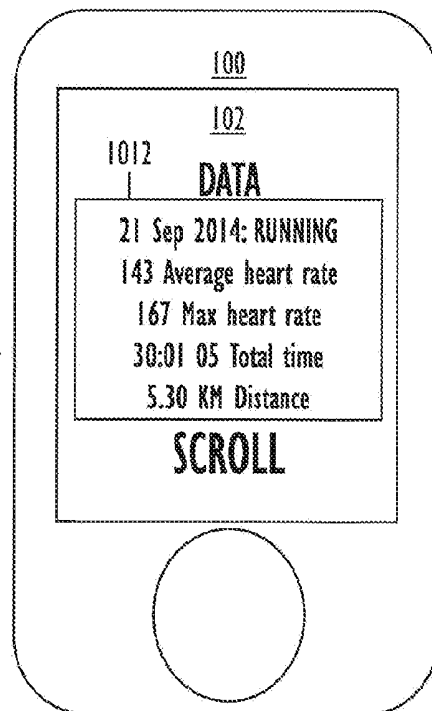 100
102
1012
DATA
21 Sep 2014: RUNNING
143 Average heart rate
167 Max heart rate
30:01 05 Total time
5.30 KM Distance
SCROLL